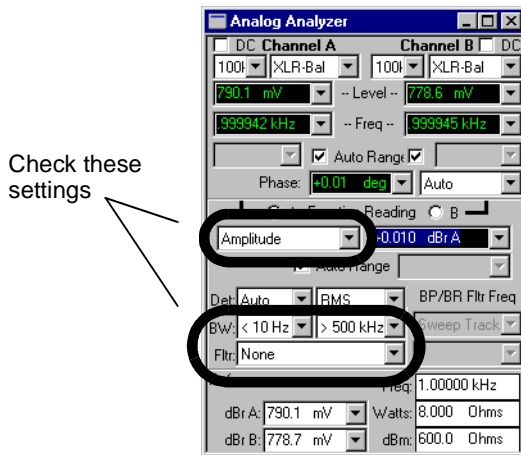 Analog Analyzer
DC Channel A Channel B DC
XLR-Bal XLR-Bal
790.1 mV -- Level -- 778.6 mV
.999942 kHz -- Freq -- .999945 kHz
Auto Range
Phase: +0.01 deg Auto
Check these
settings
Reading B
Amplitude +0.010 dBr A
Auto Range
Det: Auto RMS BP/BR Fltr Freq
BW: < 10 Hz > 500 kHz Sweep Track
Fltr: None
Freq: 1.00000 kHz
dBr A: 790.1 mV Watts: 8.000 Ohms
dBr B: 778.7 mV dBm: 600.0 Ohms